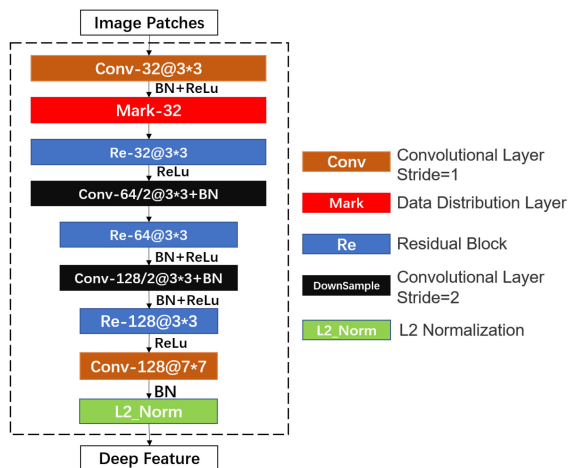 Image Patches
Conv-32@3*3
BN+ReLu
Mark-32
Re-32@3*3
ReLu
Conv-64/2@3*3+BN
Re-64@3*3
BN+ReLu
Conv-128/2@3*3+BN
BN+ReLu
Re-128@3*3
ReLu
Conv-128@7*7
BN
L2_Norm
Deep Feature
Conv
Convolutional Layer
Stride=1
Mark
Data Distribution Layer
Re
Residual Block
DownSample
Convolutional Layer
Stride=2
L2_Norm
L2 Normalization